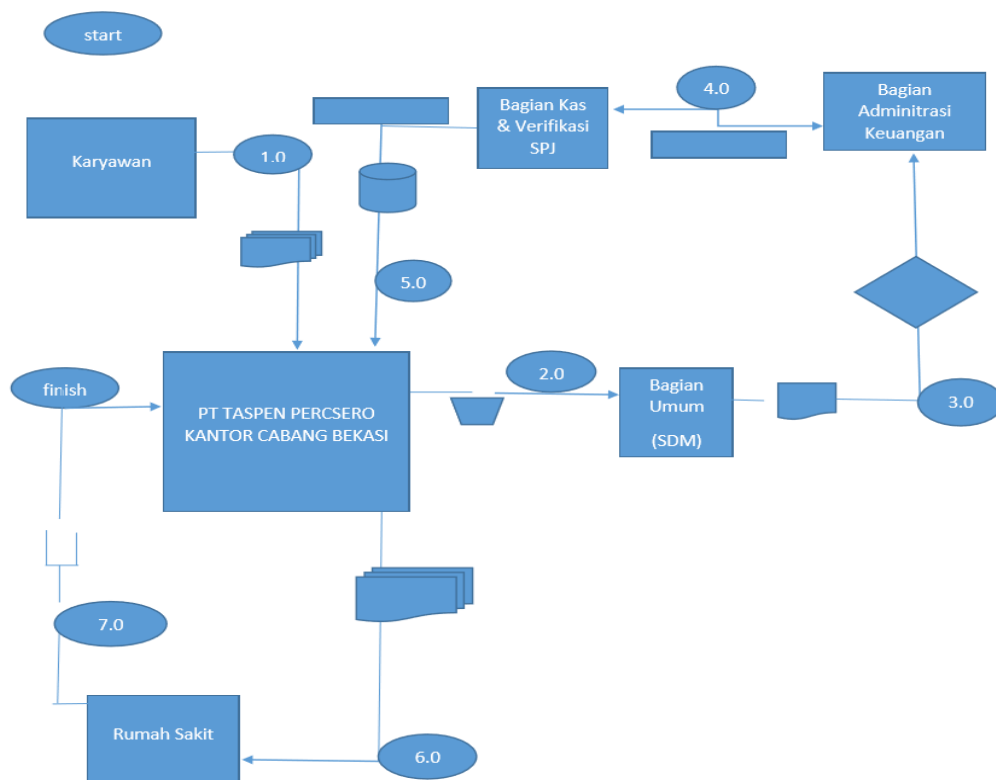 start
Karyawan
1.0
Bagian Kas
& Verifikasi
SPJ
4.0
Bagian
Adminitrasi
Keuangan
5.0
finish
PT TASPEN PERCSERO
KANTOR CABANG BEKASI
2.0
Bagian
Umum
(SDM)
3.0
7.0
Rumah Sakit
6.0